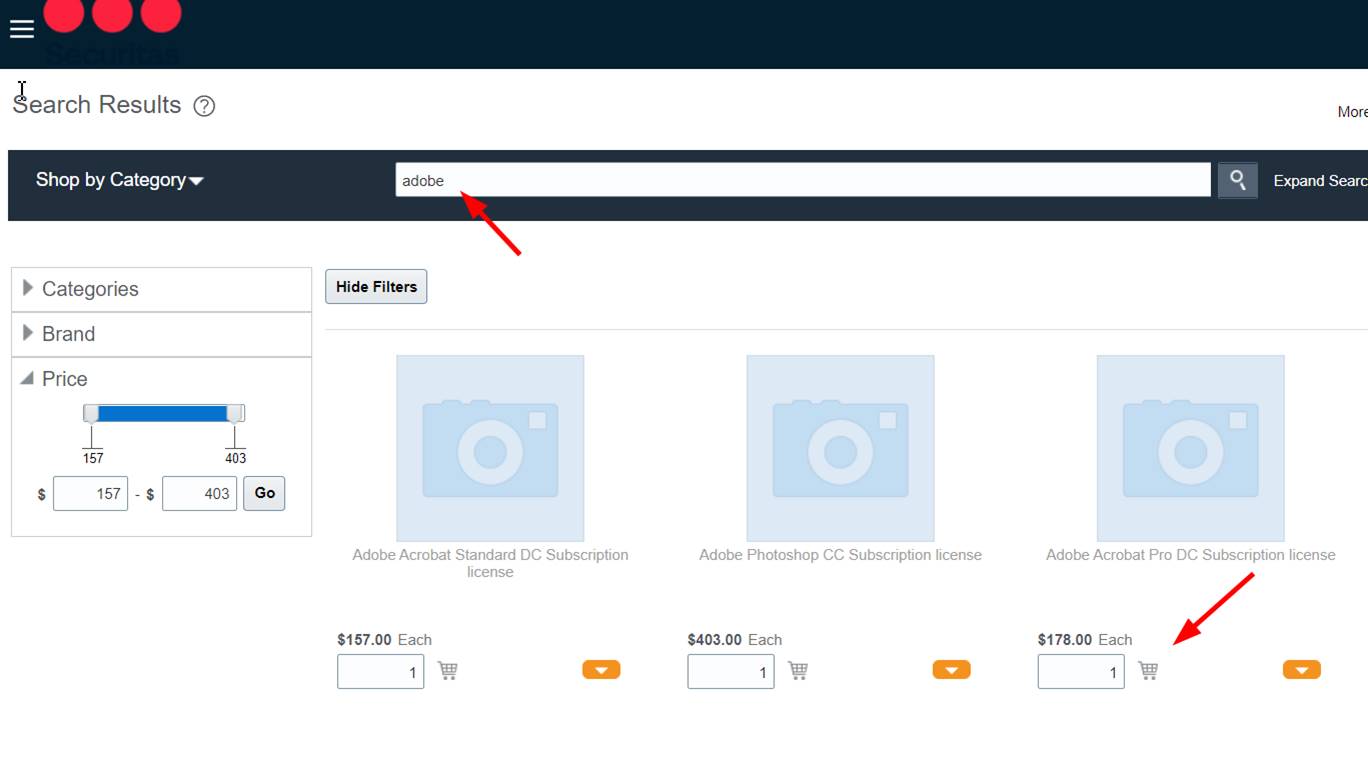 Securitas
Search Results ?
More
Shop by Category
adobe
Expand Searc
Categories
Brand
Price
157 403
$ 157 - $ 403 Go
Hide Filters
Adobe Acrobat Standard DC Subscription
license
$157.00 Each
1
Adobe Photoshop CC Subscription license
$403.00 Each
1
Adobe Acrobat Pro DC Subscription license
$178.00 Each
1